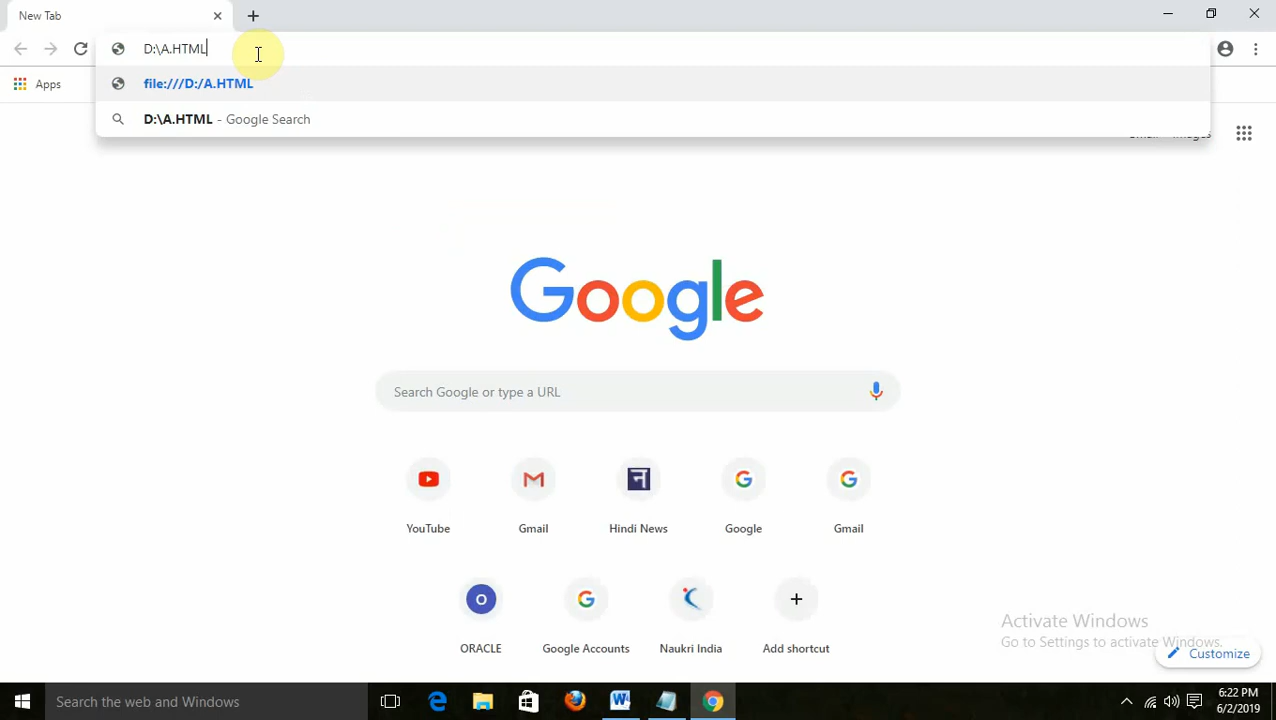 New Tab
D:\A.HTML
Apps
file:///D:/A.HTML
D:\A.HTML - Google Search
Google
Search Google or type a URL
न
YouTube Gmail Hindi News Google Gmail
O
ORACLE Google Accounts Naukri India Add shortcut
Activate Windows
Go to Settings to activate Windows.
Customize
Search the web and Windows
6:22 PM
6/2/2019